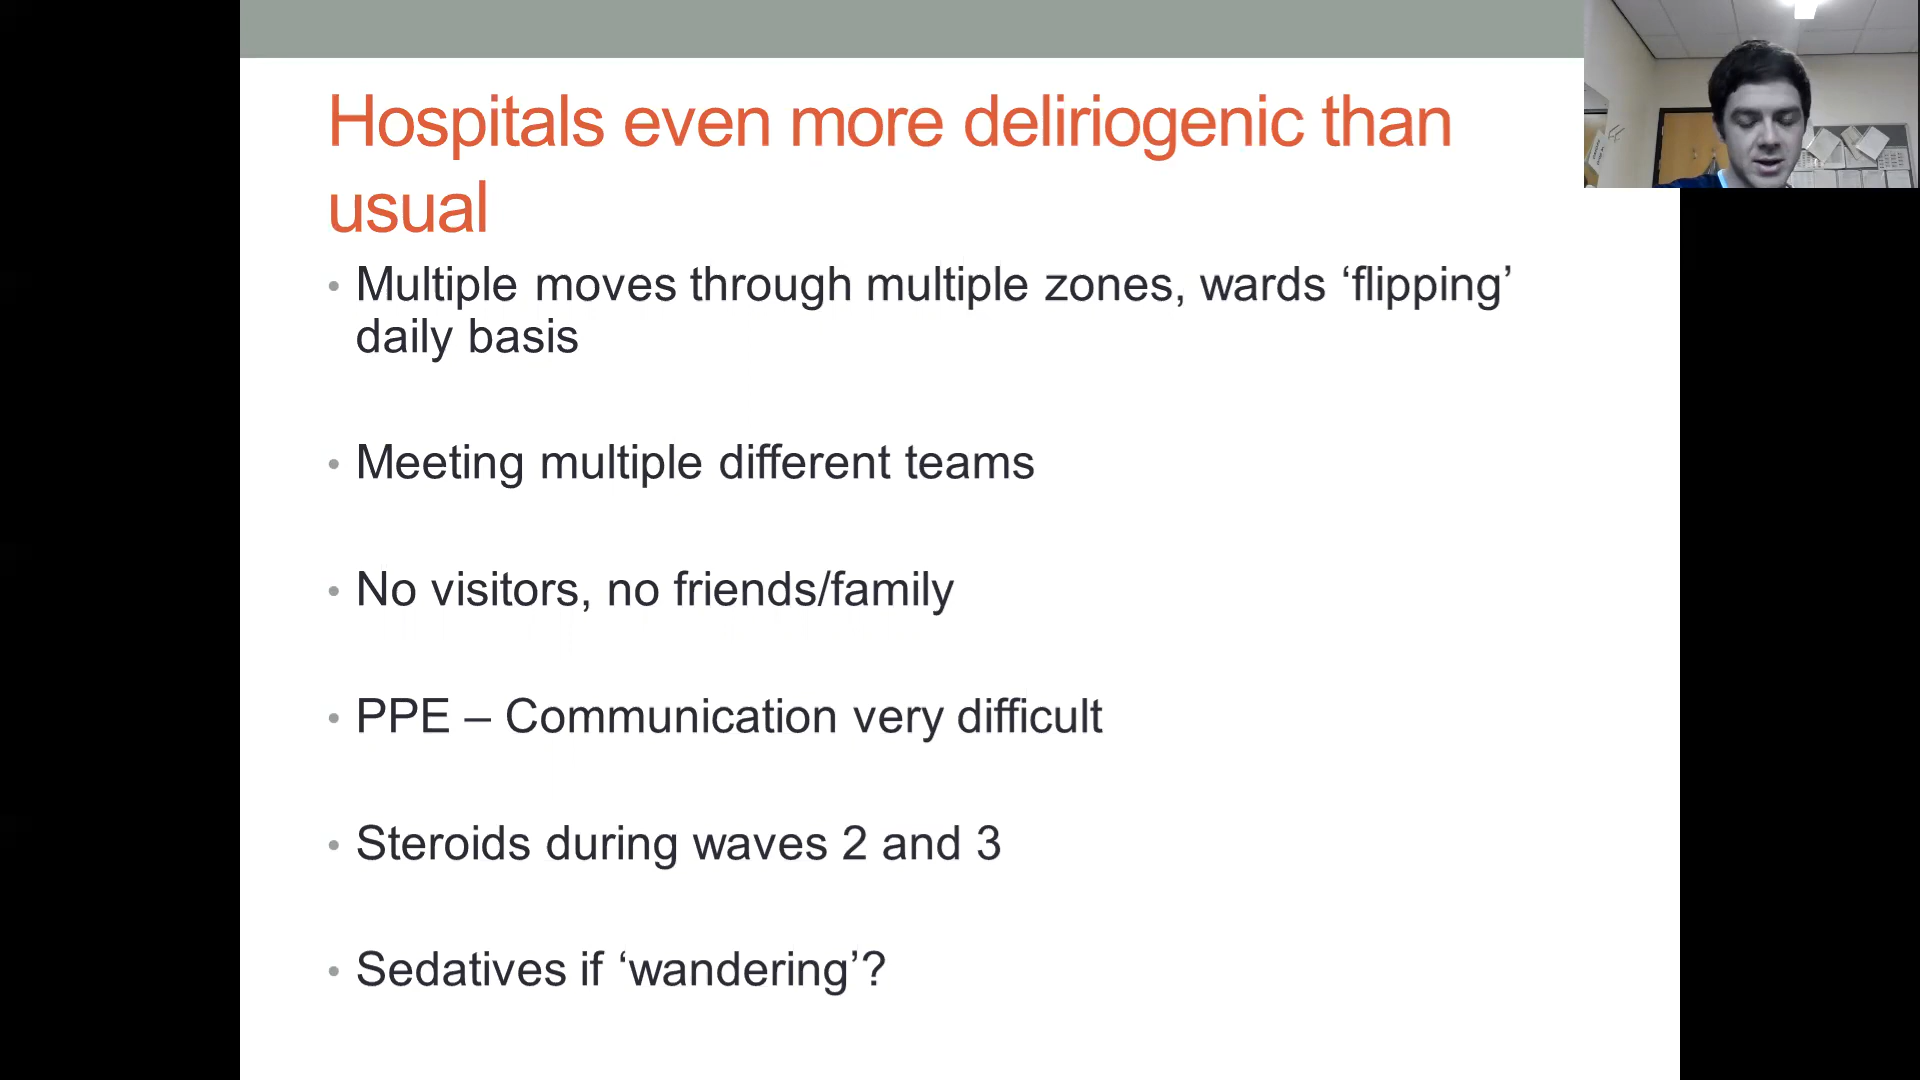 Hospitals even more deliriogenic than
usual
• Multiple moves through multiple zones, wards ‘flipping’
daily basis
• Meeting multiple different teams
• No visitors, no friends/family
• PPE – Communication very difficult
• Steroids during waves 2 and 3
• Sedatives if ‘wandering’?